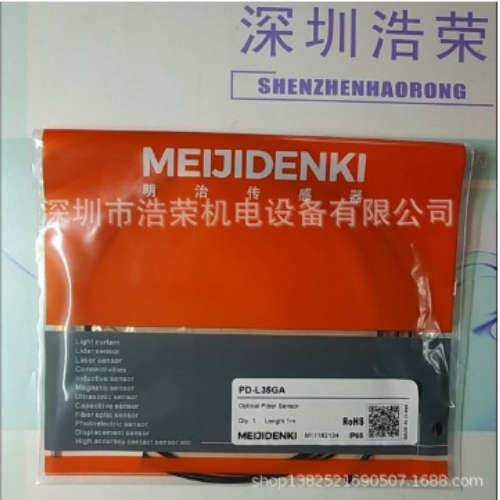 深圳浩荣
SHENZHENHAORONG
MEIJIDENKI
明治传感器
深圳市浩荣机电设备有限公司
Light curtain
Lidar sensor
Laser sensor
Connectivities
Inductive sensor
Magnetic sensor
Ultrasonic sensor
Capacitive sensor
Fiber optic sensor
Photoelectric sensor
Displacement sensor
High accuracy contact sensor.etc
PD-L35GA
Optical Fiber Sensor
Qty. 1 Length:1m
RoHS
MEIJIDENKI
M11182134
IP65
shop1382521690507.1688.com